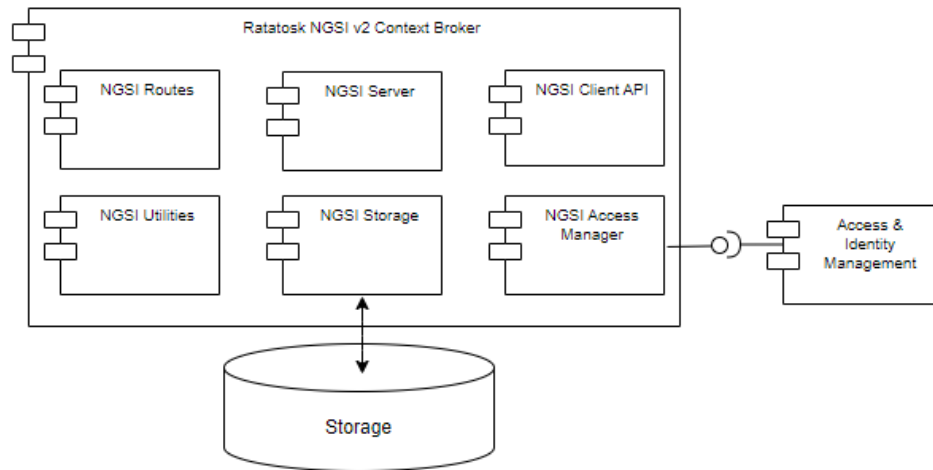 Ratatosk NGSI v2 Context Broker
NGSI Routes
NGSI Server
NGSI Client API
NGSI Utilities
NGSI Storage
NGSI Access
Manager
Access &
Identity
Management
Storage